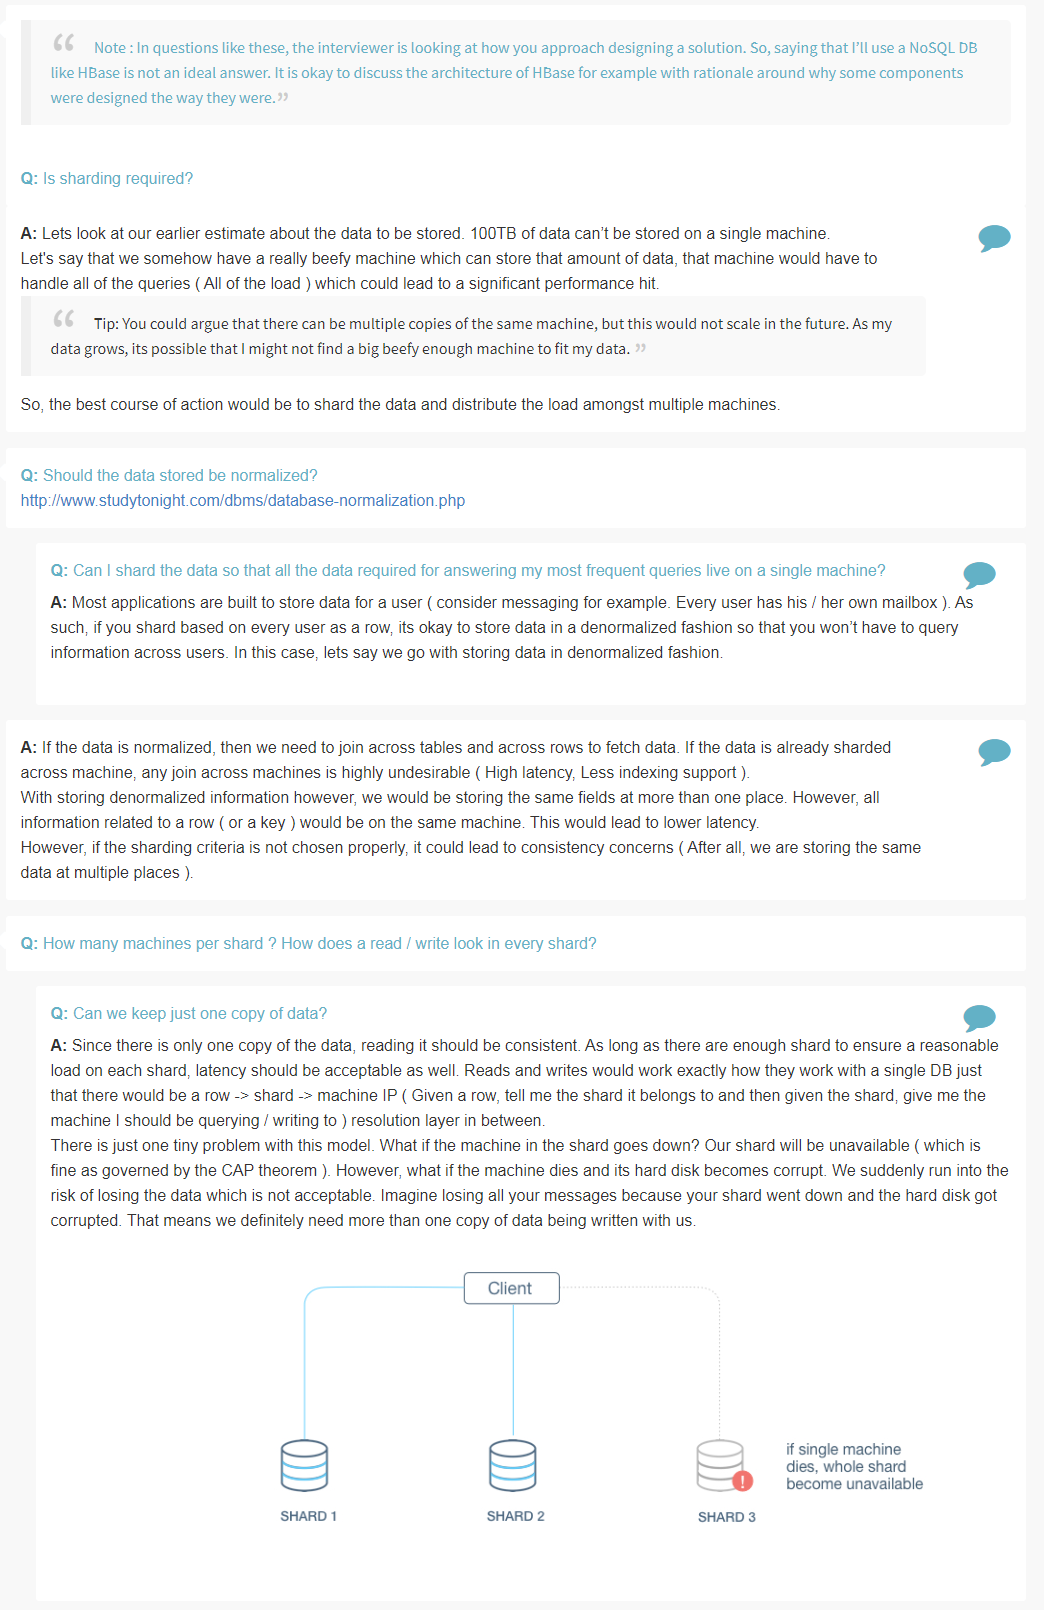 “ Note : In questions like these, the interviewer is looking at how you approach designing a solution. So, saying that I’ll use a NoSQL DB
like HBase is not an ideal answer. It is okay to discuss the architecture of HBase for example with rationale around why some components
were designed the way they were.”
Q: Is sharding required?
A: Lets look at our earlier estimate about the data to be stored. 100TB of data can’t be stored on a single machine.
Let's say that we somehow have a really beefy machine which can store that amount of data, that machine would have to
handle all of the queries ( All of the load ) which could lead to a significant performance hit.
“ Tip: You could argue that there can be multiple copies of the same machine, but this would not scale in the future. As my
data grows, its possible that I might not find a big beefy enough machine to fit my data. ”
So, the best course of action would be to shard the data and distribute the load amongst multiple machines.
Q: Should the data stored be normalized?
http://www.studytonight.com/dbms/database-normalization.php
Q: Can I shard the data so that all the data required for answering my most frequent queries live on a single machine?
A: Most applications are built to store data for a user ( consider messaging for example. Every user has his / her own mailbox ). As
such, if you shard based on every user as a row, its okay to store data in a denormalized fashion so that you won’t have to query
information across users. In this case, lets say we go with storing data in denormalized fashion.
A: If the data is normalized, then we need to join across tables and across rows to fetch data. If the data is already sharded
across machine, any join across machines is highly undesirable ( High latency, Less indexing support ).
With storing denormalized information however, we would be storing the same fields at more than one place. However, all
information related to a row ( or a key ) would be on the same machine. This would lead to lower latency.
However, if the sharding criteria is not chosen properly, it could lead to consistency concerns ( After all, we are storing the same
data at multiple places ).
Q: How many machines per shard ? How does a read / write look in every shard?
Q: Can we keep just one copy of data?
A: Since there is only one copy of the data, reading it should be consistent. As long as there are enough shard to ensure a reasonable
load on each shard, latency should be acceptable as well. Reads and writes would work exactly how they work with a single DB just
that there would be a row -> shard -> machine IP ( Given a row, tell me the shard it belongs to and then given the shard, give me the
machine I should be querying / writing to ) resolution layer in between.
There is just one tiny problem with this model. What if the machine in the shard goes down? Our shard will be unavailable ( which is
fine as governed by the CAP theorem ). However, what if the machine dies and its hard disk becomes corrupt. We suddenly run into the
risk of losing the data which is not acceptable. Imagine losing all your messages because your shard went down and the hard disk got
corrupted. That means we definitely need more than one copy of data being written with us.
Client
if single machine
dies, whole shard
become unavailable
!
SHARD 1
SHARD 2
SHARD 3